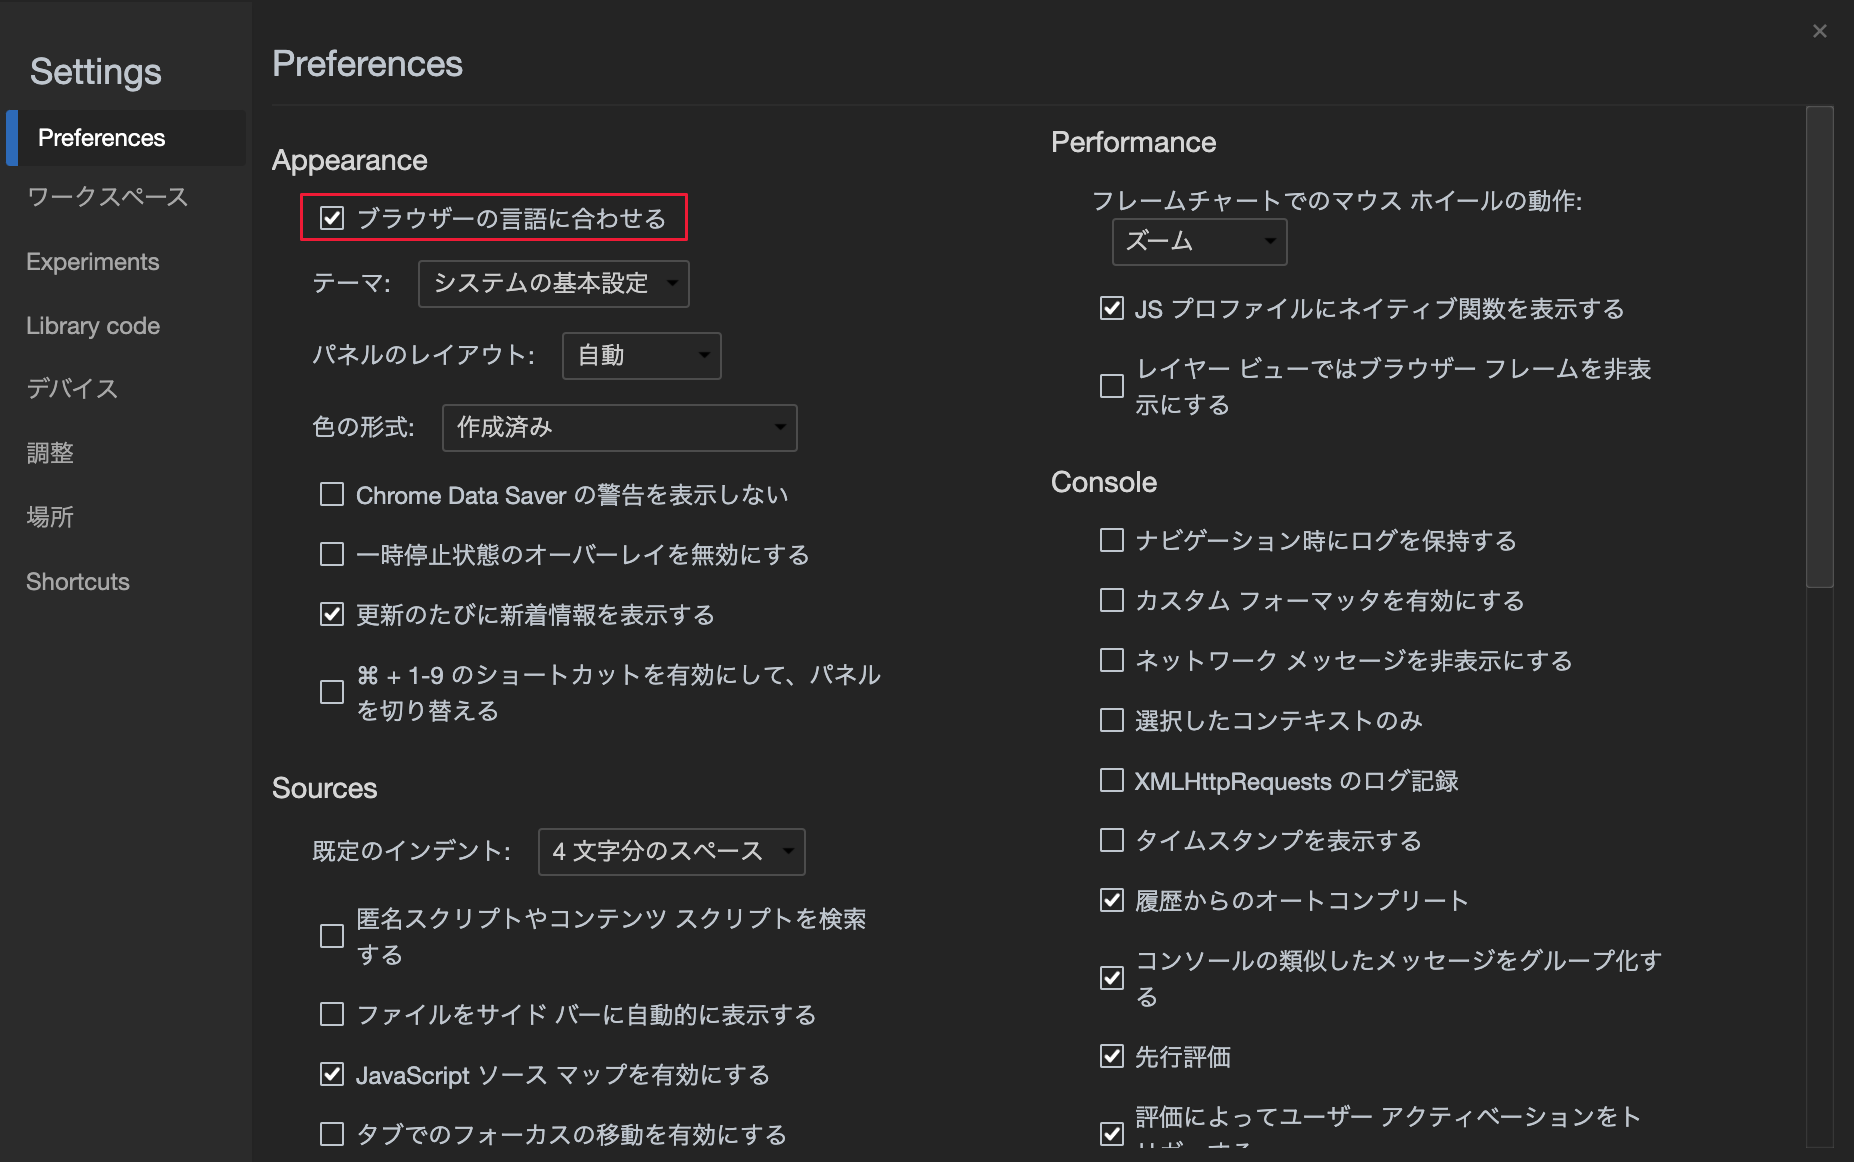 Settings
Preferences
ワークスペース
Experiments
Library code
デバイス
調整
場所
Shortcuts
Preferences
Appearance
ブラウザーの言語に合わせる
テーマ: システムの基本設定
パネルのレイアウト: 自動
色の形式: 作成済み
Chrome Data Saver の警告を表示しない
一時停止状態のオーバーレイを無効にする
更新のたびに新着情報を表示する
⌘ + 1-9 のショートカットを有効にして、パネル
を切り替える
Sources
既定のインデント: 4 文字分のスペース
匿名スクリプトやコンテンツ スクリプトを検索
する
ファイルをサイド バーに自動的に表示する
JavaScript ソース マップを有効にする
タブでのフォーカスの移動を有効にする
Performance
フレームチャートでのマウス ホイールの動作:
ズーム
JS プロファイルにネイティブ関数を表示する
レイヤー ビューではブラウザー フレームを非表
示にする
Console
ナビゲーション時にログを保持する
カスタム フォーマッタを有効にする
ネットワーク メッセージを非表示にする
選択したコンテキストのみ
XMLHttpRequests のログ記録
タイムスタンプを表示する
履歴からのオートコンプリート
コンソールの類似したメッセージをグループ化す
る
先行評価
評価によってユーザー アクティベーションをト